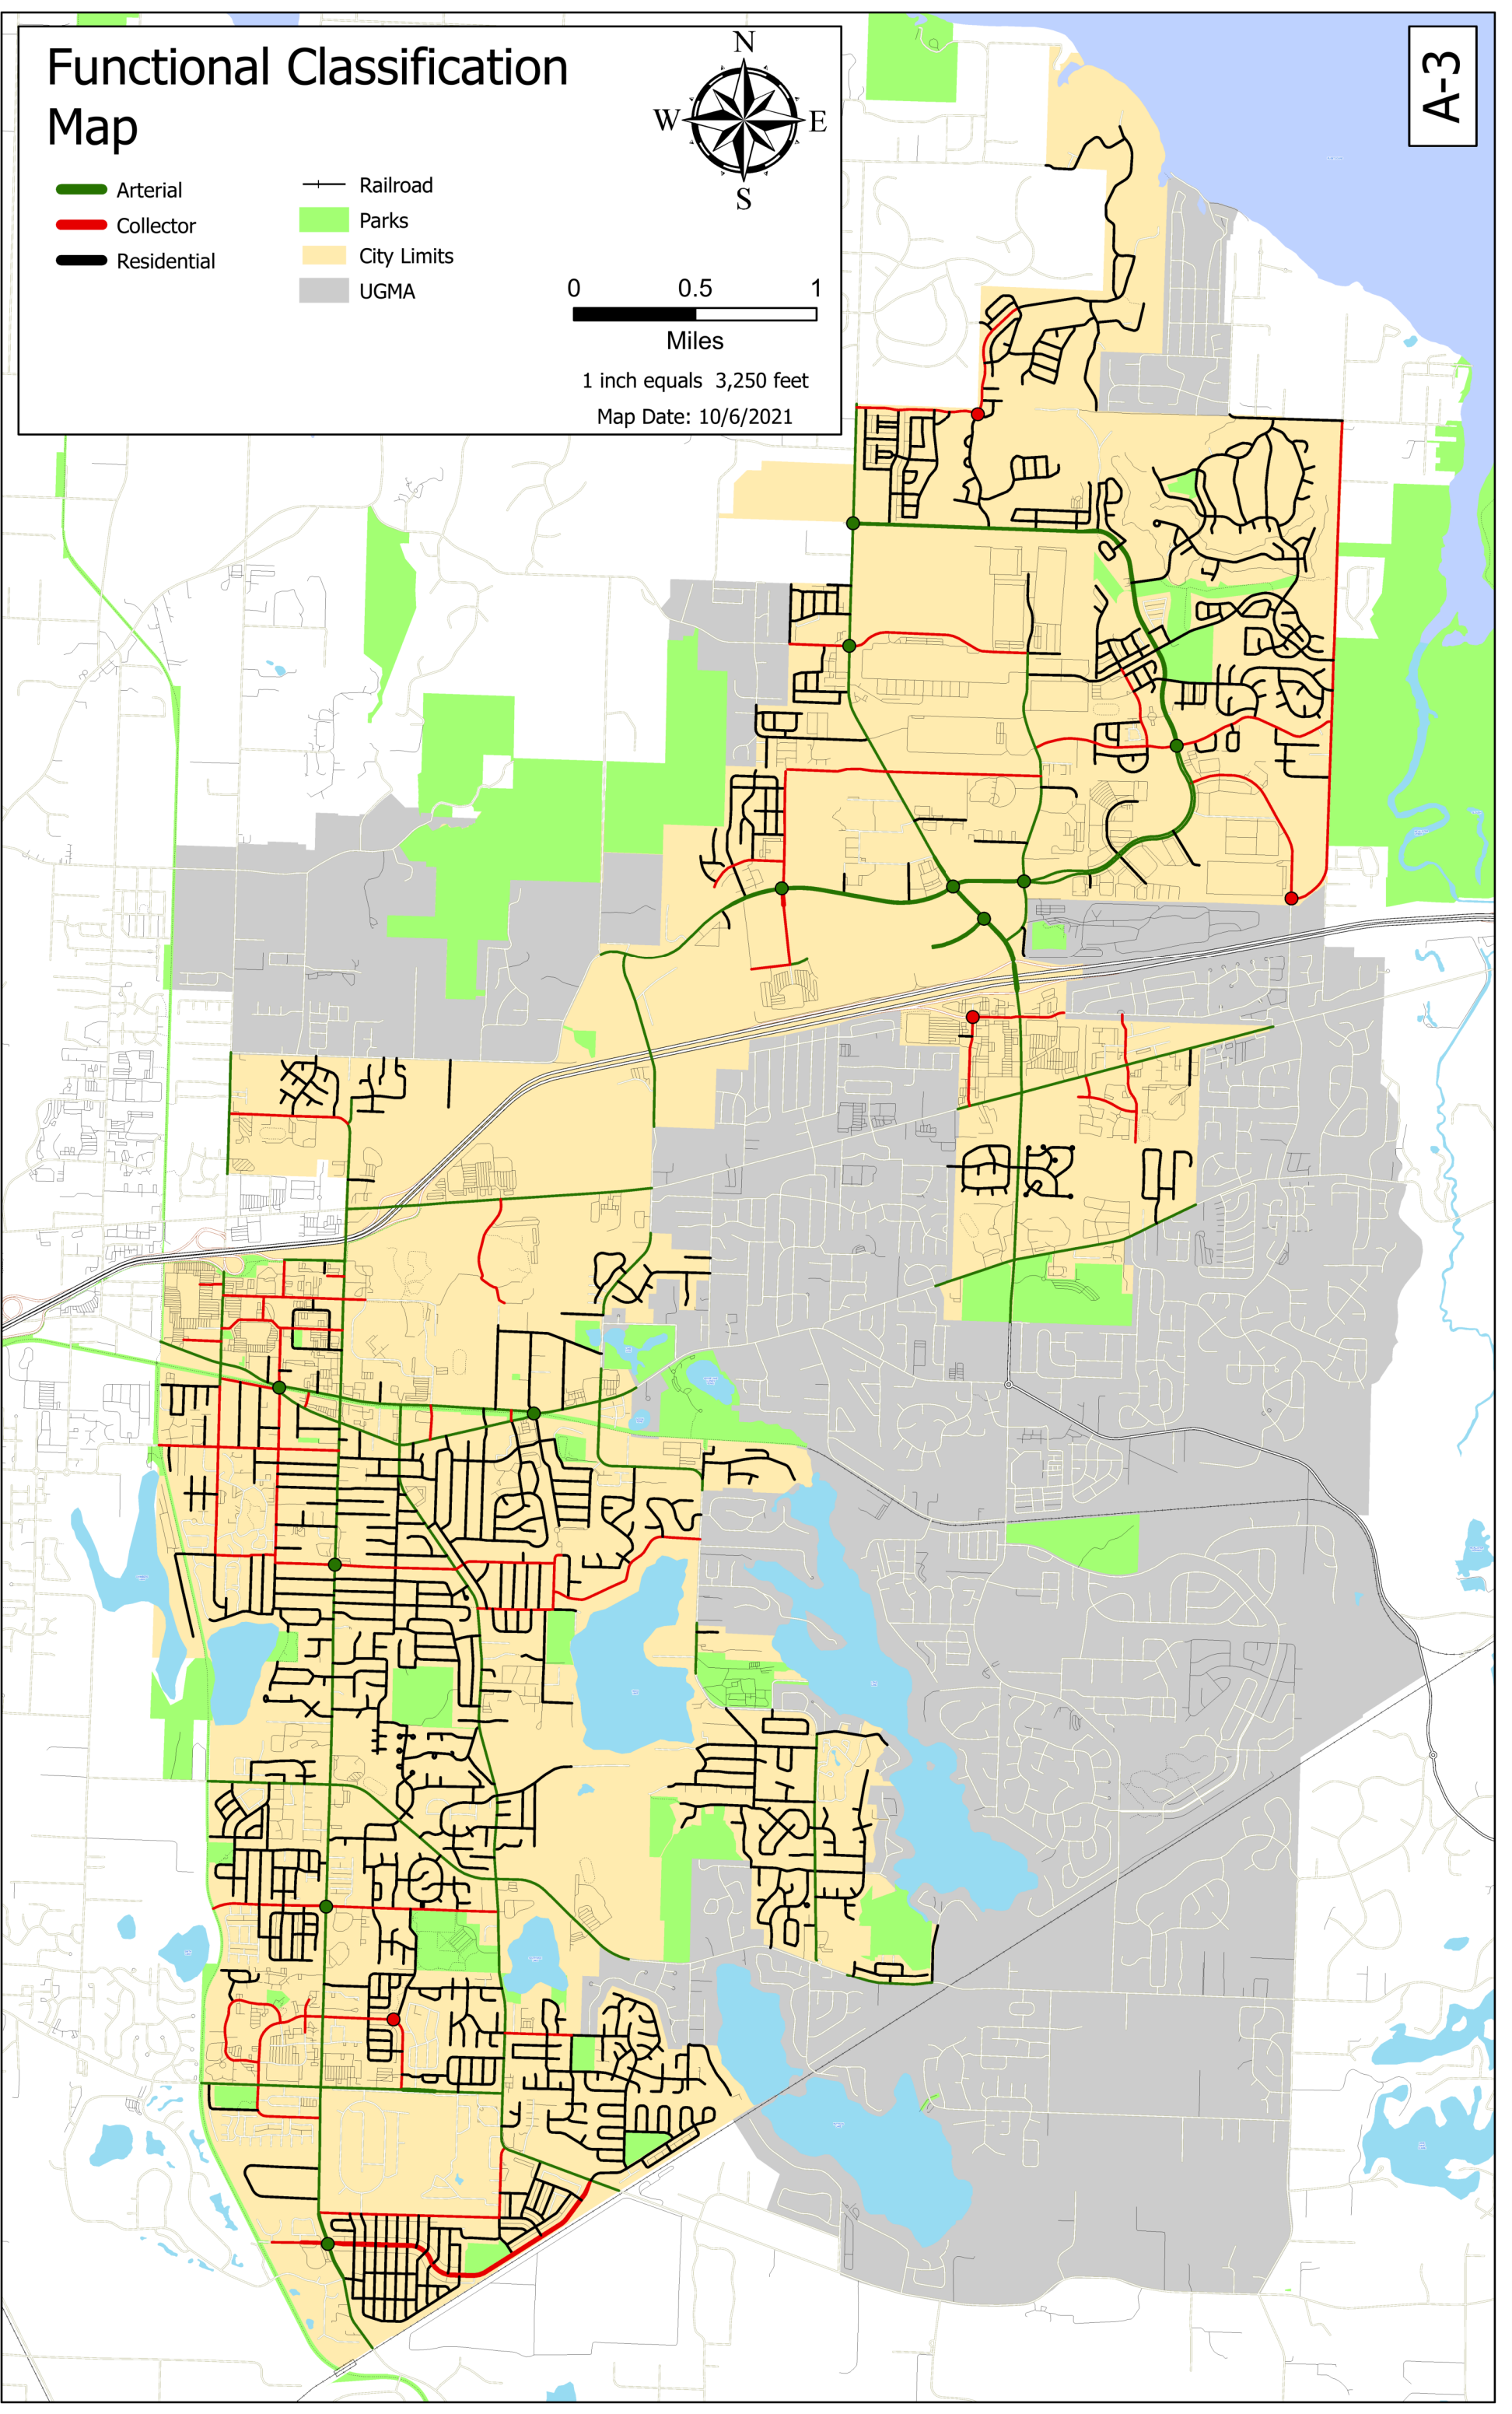 Functional Classification
Map
N
W
E
S
Arterial
Collector
Residential
Railroad
Parks
City Limits
UGMA
0 0.5 1
Miles
1 inch equals 3,250 feet
Map Date: 10/6/2021
A-3